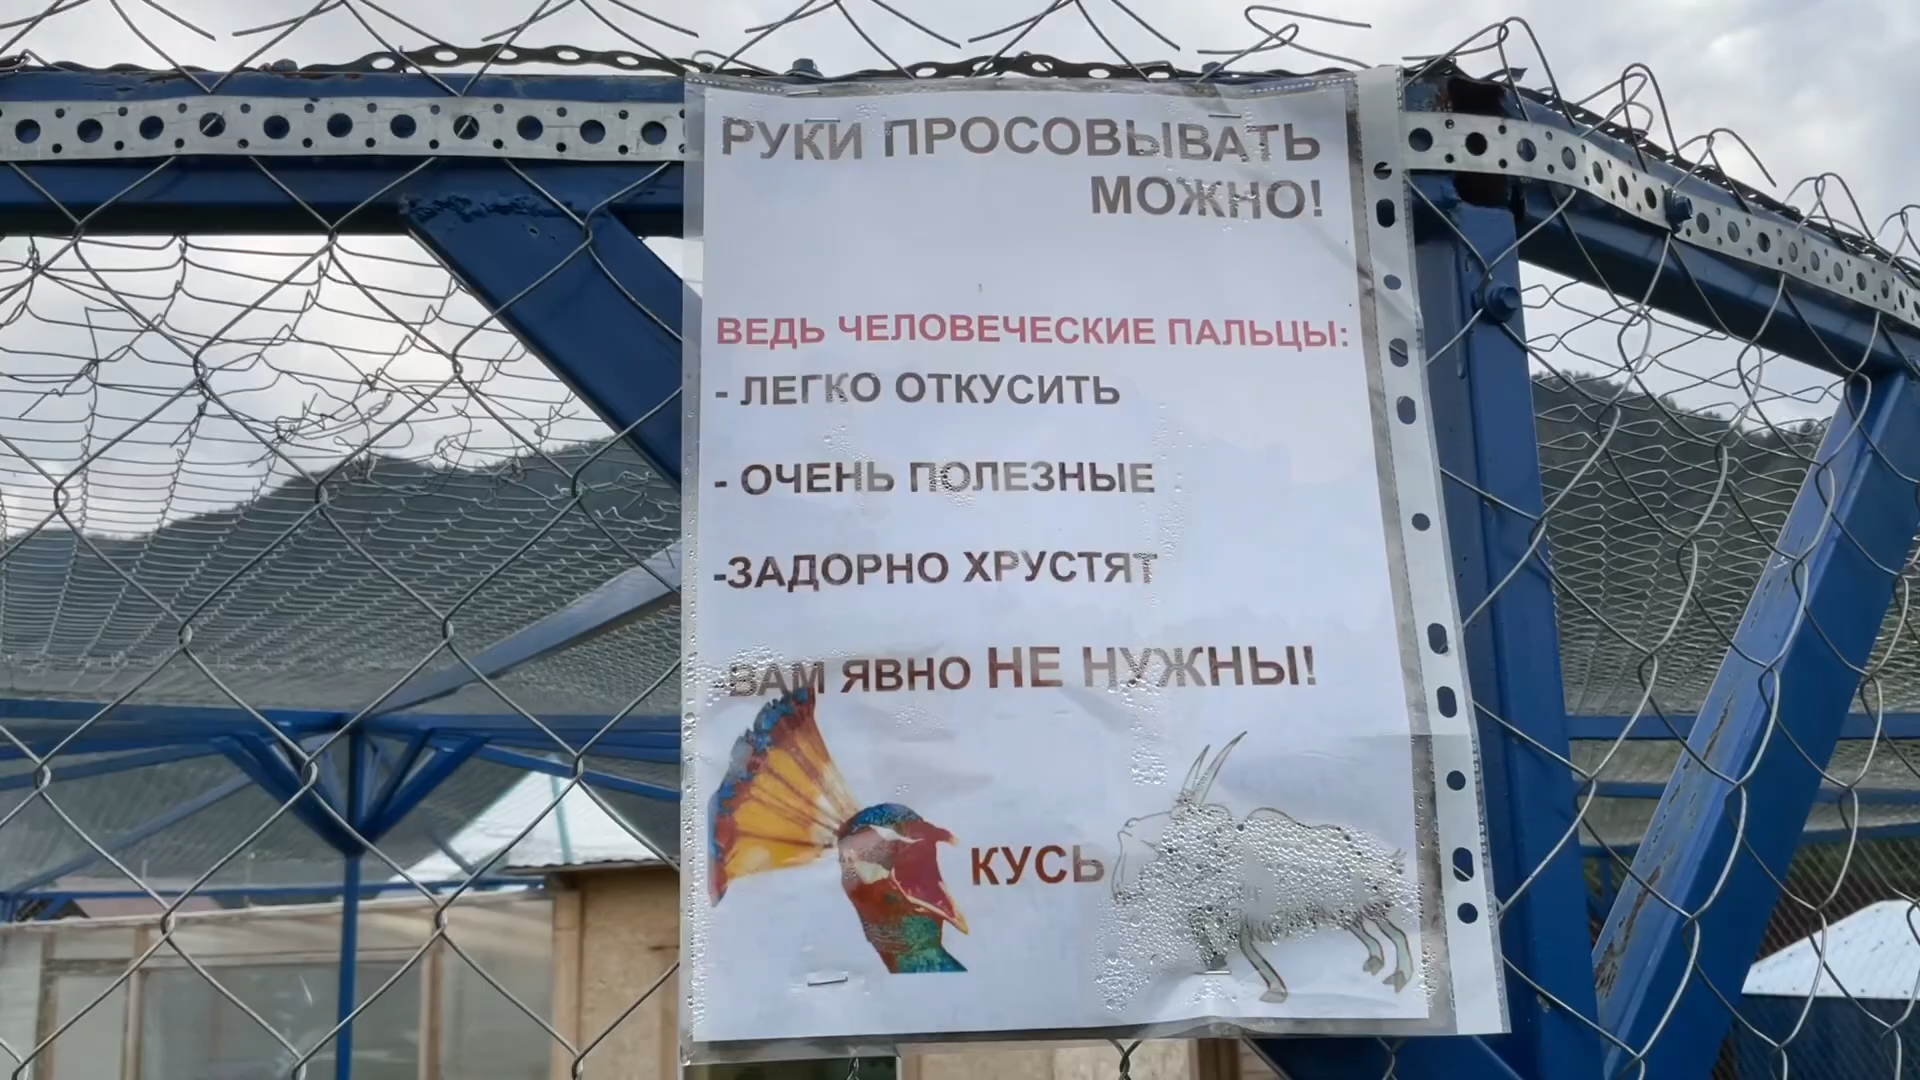 РУКИ ПРОСОВЫВАТЬ
МОЖНО!
ВЕДЬ ЧЕЛОВЕЧЕСКИЕ ПАЛЬЦЫ:
- ЛЕГКО ОТКУСИТЬ
- ОЧЕНЬ ПОЛЕЗНЫЕ
-ЗАДОРНО ХРУСТЯТ
-ВАМ ЯВНО НЕ НУЖНЫ!
КУСЬ